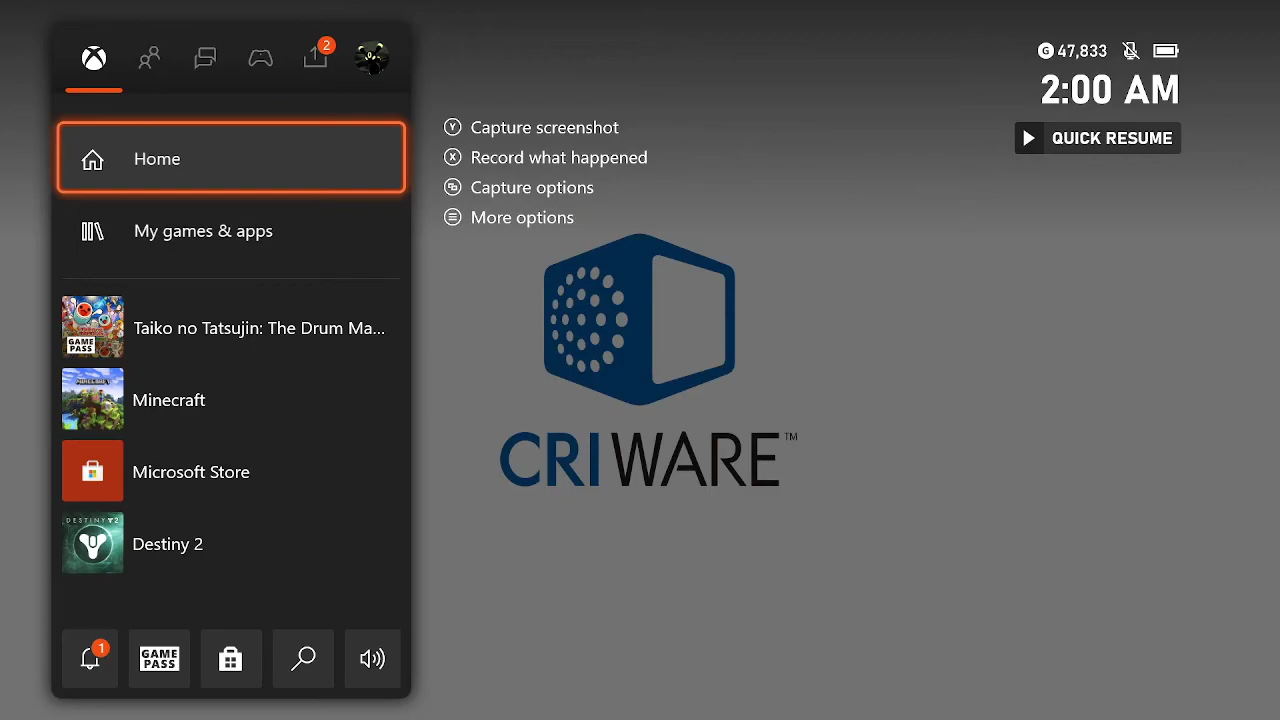 2
47,833
2:00 AM
QUICK RESUME
Home
My games & apps
Capture screenshot
Record what happened
Capture options
More options
GAME
PASS
Taiko no Tatsujin: The Drum Ma...
MINECRAFT
Minecraft
Microsoft Store
DESTINY 2
Destiny 2
CRIWARE™
1
GAME
PASS